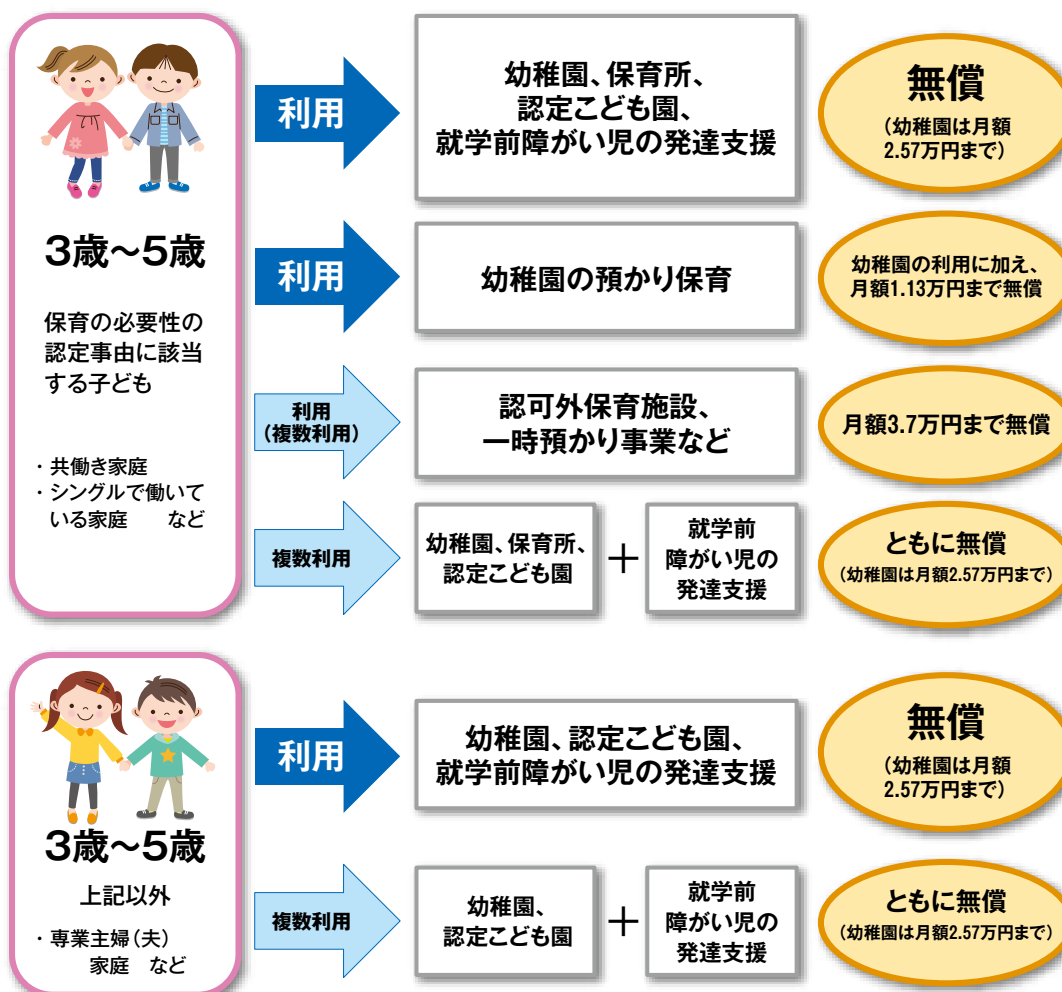 3歳～5歳
保育の必要性の
認定事由に該当
する子ども
・共働き家庭
・シングルで働いて
いる家庭 など
利用
幼稚園、保育所、
認定こども園、
就学前障がい児の発達支援
無償
(幼稚園は月額
2.57万円まで)
利用
幼稚園の預かり保育
幼稚園の利用に加え、
月額1.13万円まで無償
利用
(複数利用)
認可外保育施設、
一時預かり事業など
月額3.7万円まで無償
複数利用
幼稚園、保育所、
認定こども園
＋
就学前
障がい児の
発達支援
ともに無償
(幼稚園は月額2.57万円まで)
3歳～5歳
上記以外
・専業主婦(夫)
家庭 など
利用
幼稚園、認定こども園、
就学前障がい児の発達支援
無償
(幼稚園は月額
2.57万円まで)
複数利用
幼稚園、
認定こども園
＋
就学前
障がい児の
発達支援
ともに無償
(幼稚園は月額2.57万円まで)